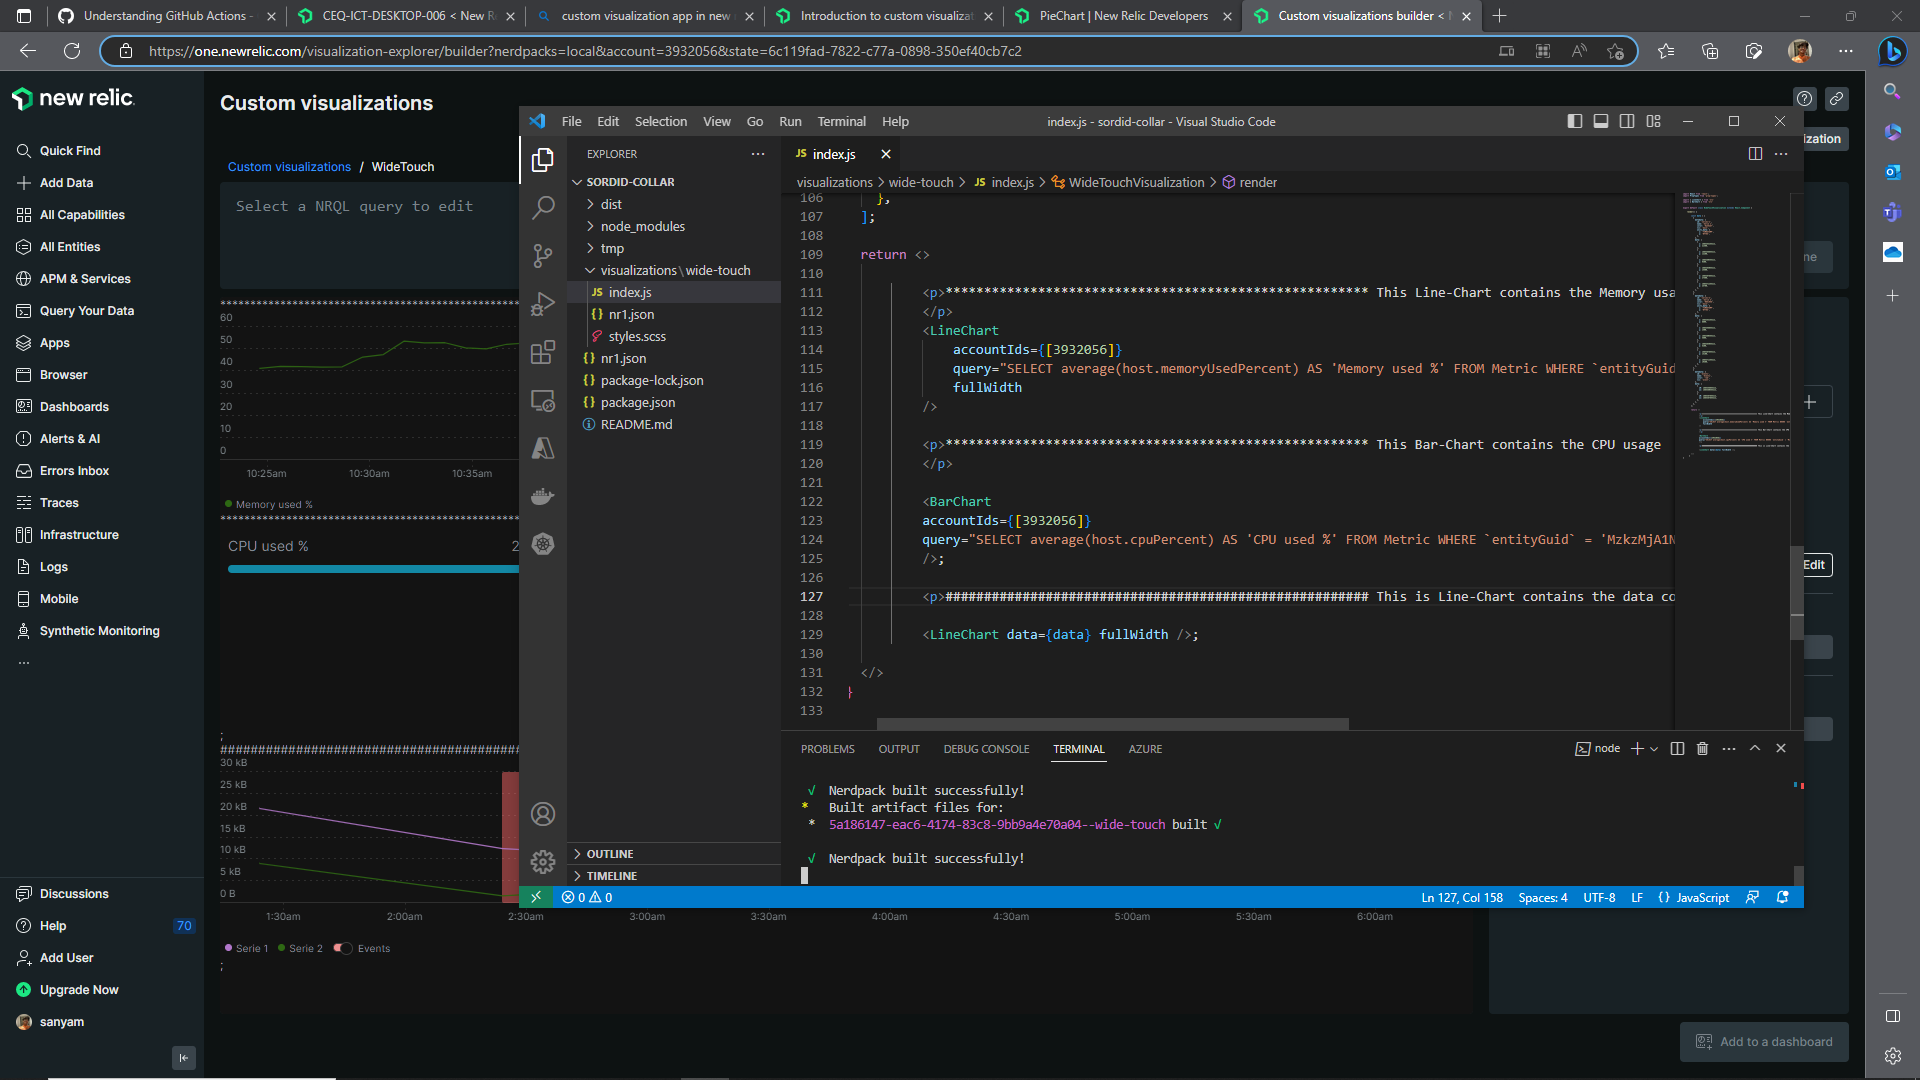 Understanding GitHub Actions -
CEQ-ICT-DESKTOP-006 < New R
custom visualization app in new
Introduction to custom visualizat
PieChart | New Relic Developers
Custom visualizations builder < N
https://one.newrelic.com/visualization-explorer/builder?nerdpacks=local&account=3932056&state=6c119fad-7822-c77a-0898-350ef40cb7c2
new relic.
Quick Find
Add Data
All Capabilities
All Entities
APM & Services
Query Your Data
Apps
Browser
Dashboards
Alerts & AI
Errors Inbox
Traces
Infrastructure
Logs
Mobile
Synthetic Monitoring
...
Discussions
Help 70
Add User
Upgrade Now
sanyam
Custom visualizations
Custom visualizations / WideTouch
Select a NRQL query to edit
60
50
40
30
20
10
0
10:25am 10:30am 10:35am
Memory used %
CPU used % 2
;
30 kB
25 kB
20 kB
15 kB
10 kB
5 kB
0 B
1:30am 2:00am 2:30am 3:00am 3:30am 4:00am 4:30am 5:00am 5:30am 6:00am
Serie 1 Serie 2 Events
;
ization
ne
Edit
Add to a dashboard
File Edit Selection View Go Run Terminal Help
index.js - sordid-collar - Visual Studio Code
EXPLORER
SORDID-COLLAR
dist
node_modules
tmp
visualizations\wide-touch
JS index.js
{} nr1.json
styles.scss
{} nr1.json
{} package-lock.json
{} package.json
README.md
OUTLINE
TIMELINE
JS index.js
visualizations > wide-touch > JS index.js > WideTouchVisualization > render
106 },
107 ];
108
109 return <>
110
111 <p>******************************************************* This Line-Chart contains the Memory usa
112 </p>
113 <LineChart
114 accountIds={[3932056]}
115 query="SELECT average(host.memoryUsedPercent) AS 'Memory used %' FROM Metric WHERE `entityGuid
116 fullWidth
117 />
118
119 <p>******************************************************* This Bar-Chart contains the CPU usage
120 </p>
121
122 <BarChart
123 accountIds={[3932056]}
124 query="SELECT average(host.cpuPercent) AS 'CPU used %' FROM Metric WHERE `entityGuid` = 'MzkzMjA1N
125 />;
126
127 <p>####################################################### This is Line-Chart contains the data co
128
129 <LineChart data={data} fullWidth />;
130
131 </>
132 }
133
PROBLEMS OUTPUT DEBUG CONSOLE TERMINAL AZURE
node
√ Nerdpack built successfully!
* Built artifact files for:
* 5a186147-eac6-4174-83c8-9bb9a4e70a04--wide-touch built √
√ Nerdpack built successfully!
0 0
Ln 127, Col 158 Spaces: 4 UTF-8 LF {} JavaScript